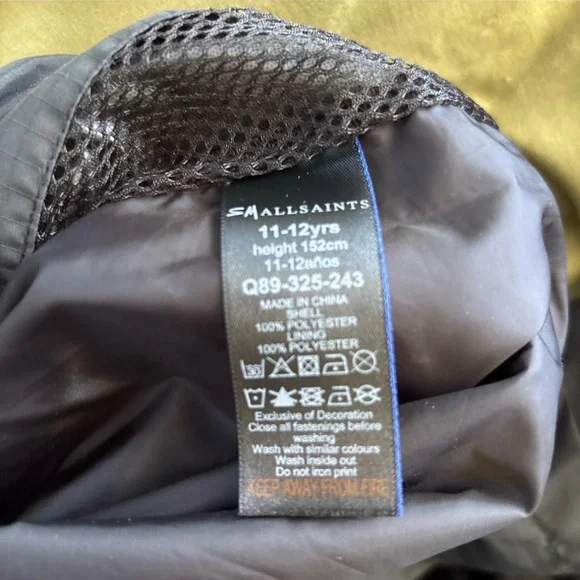 SMALLSAINTS
11-12yrs
height 152cm
11-12años
Q89-325-243
MADE IN CHINA
SHELL
100% POLYESTER
LINING
100% POLYESTER
Exclusive of Decoration
Close all fastenings before
washing
Wash with similar colours
Wash inside out
Do not iron print
KEEP AWAY FROM FIRE